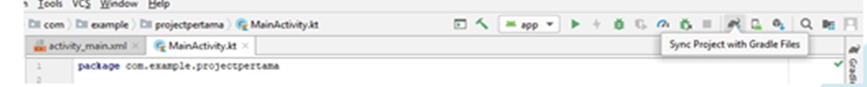 Tools VCS Window Help
com example projectpertama MainActivity.kt app
activity_main.xml MainActivity.kt
Sync Project with Gradle Files
1 package com.example.projectpertama
2